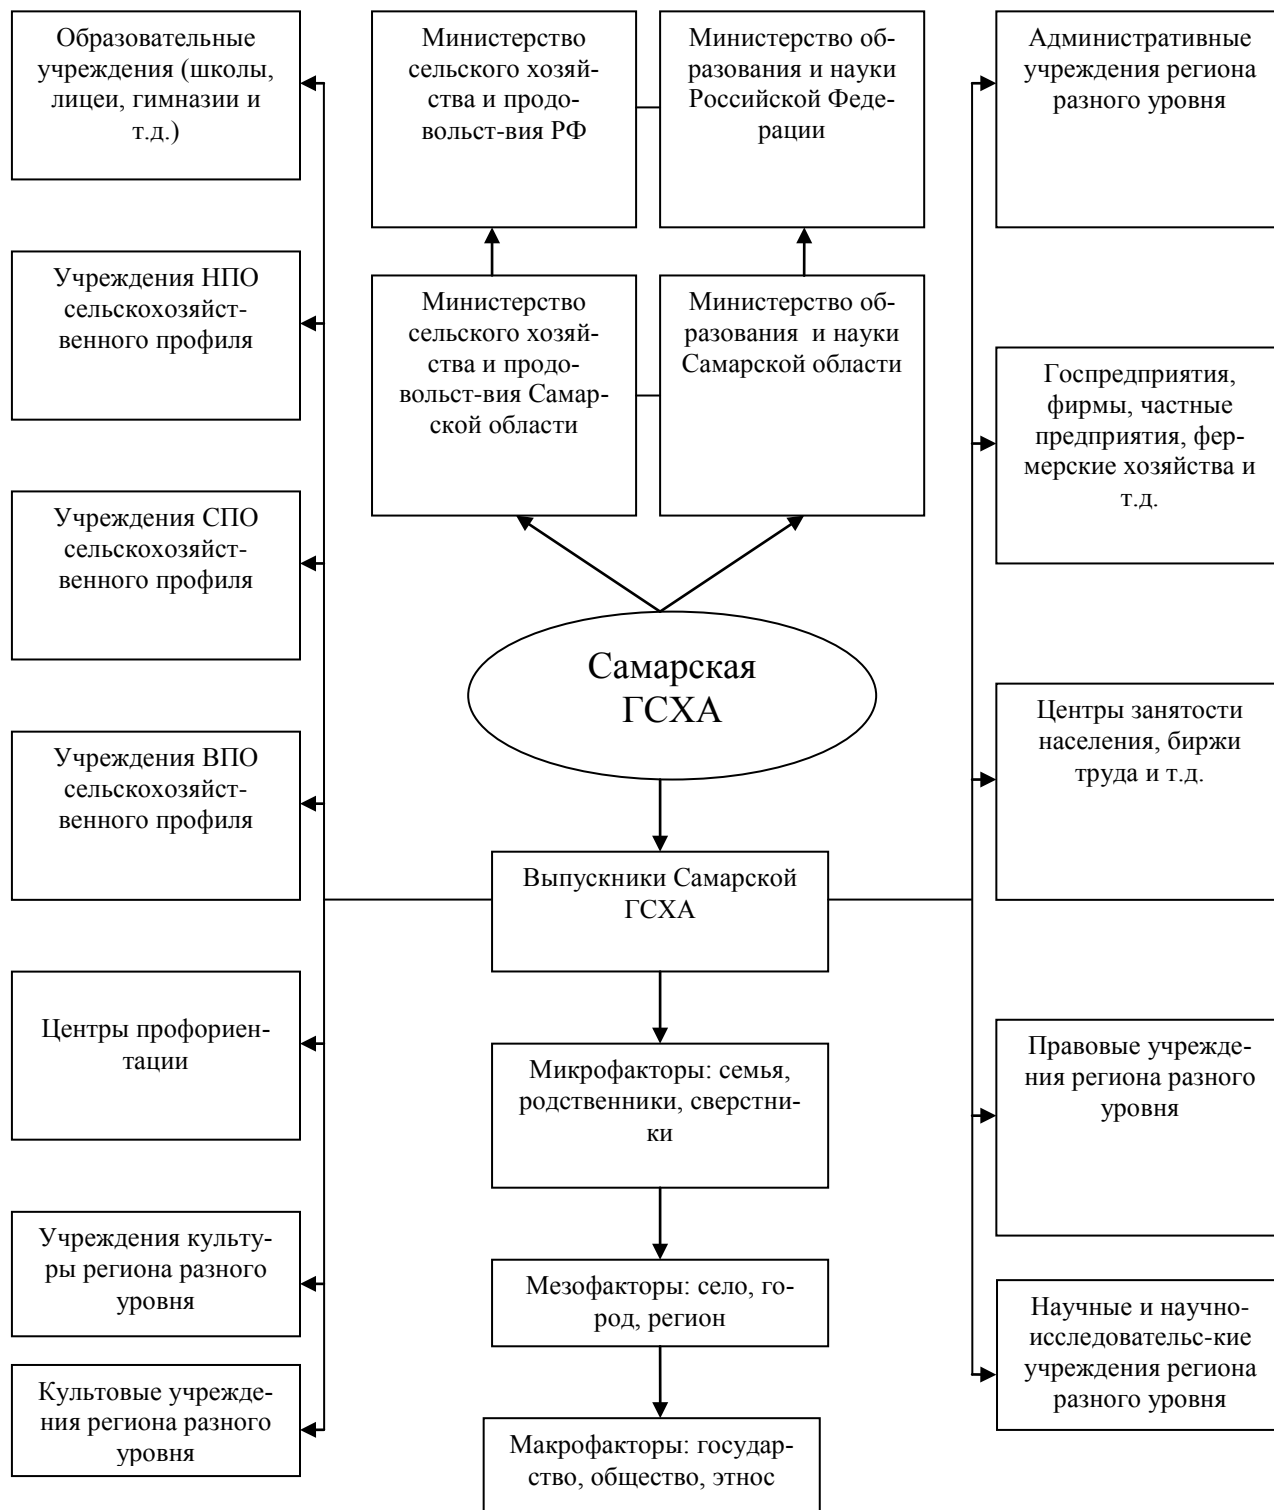 Образовательные
учреждения (школы,
лицеи, гимназии и
т.д.)
Министерство
сельского хозяй-
ства и продо-
вольст-вия РФ
Министерство об-
разования и науки
Российской Феде-
рации
Административные
учреждения региона
разного уровня
Учреждения НПО
сельскохозяйст-
венного профиля
Министерство
сельского хозяй-
ства и продо-
вольст-вия Самар-
ской области
Министерство об-
разования  и науки
Самарской области
Госпредприятия,
фирмы, частные
предприятия, фер-
мерские хозяйства и
т.д.
Учреждения СПО
сельскохозяйст-
венного профиля
Самарская
ГСХА
Центры занятости
населения, биржи
труда и т.д.
Учреждения ВПО
сельскохозяйст-
венного профиля
Выпускники Самарской
ГСХА
Центры профориен-
тации
Микрофакторы: семья,
родственники, сверстни-
ки
Правовые учрежде-
ния региона разного
уровня
Учреждения культу-
ры региона разного
уровня
Мезофакторы: село, го-
род, регион
Научные и научно-
исследовательс-кие
учреждения региона
разного уровня
Культовые учрежде-
ния региона разного
уровня
Макрофакторы: государ-
ство, общество, этнос